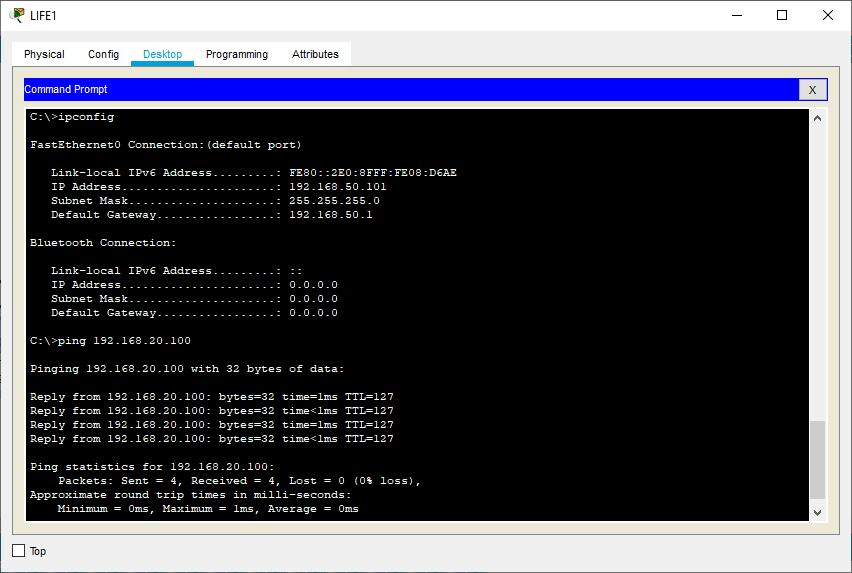 LIFE1
Physical Config Desktop Programming Attributes
Command Prompt X
C:\>ipconfig
FastEthernet0 Connection:(default port)
Link-local IPv6 Address.........: FE80::2E0:8FFF:FE08:D6AE
IP Address......................: 192.168.50.101
Subnet Mask.....................: 255.255.255.0
Default Gateway.................: 192.168.50.1
Bluetooth Connection:
Link-local IPv6 Address.........: ::
IP Address......................: 0.0.0.0
Subnet Mask.....................: 0.0.0.0
Default Gateway.................: 0.0.0.0
C:\>ping 192.168.20.100
Pinging 192.168.20.100 with 32 bytes of data:
Reply from 192.168.20.100: bytes=32 time=1ms TTL=127
Reply from 192.168.20.100: bytes=32 time<1ms TTL=127
Reply from 192.168.20.100: bytes=32 time<1ms TTL=127
Reply from 192.168.20.100: bytes=32 time<1ms TTL=127
Ping statistics for 192.168.20.100:
Packets: Sent = 4, Received = 4, Lost = 0 (0% loss),
Approximate round trip times in milli-seconds:
Minimum = 0ms, Maximum = 1ms, Average = 0ms
Top